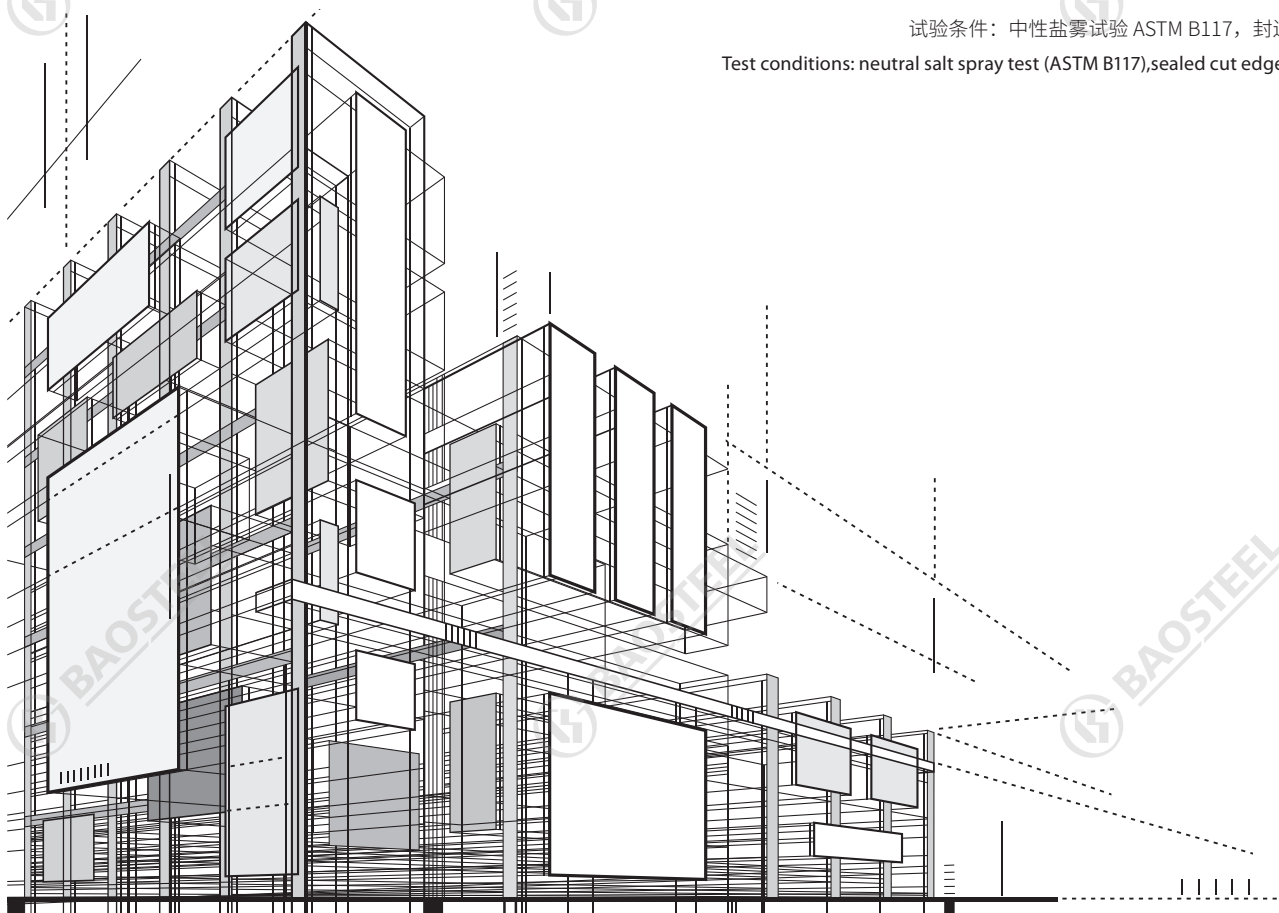 试验条件：中性盐雾试验 ASTM B117，封
Test conditions: neutral salt spray test (ASTM B117),sealed cut edge
BAOSTEEL
BAOSTEEL
BAOSTEEL